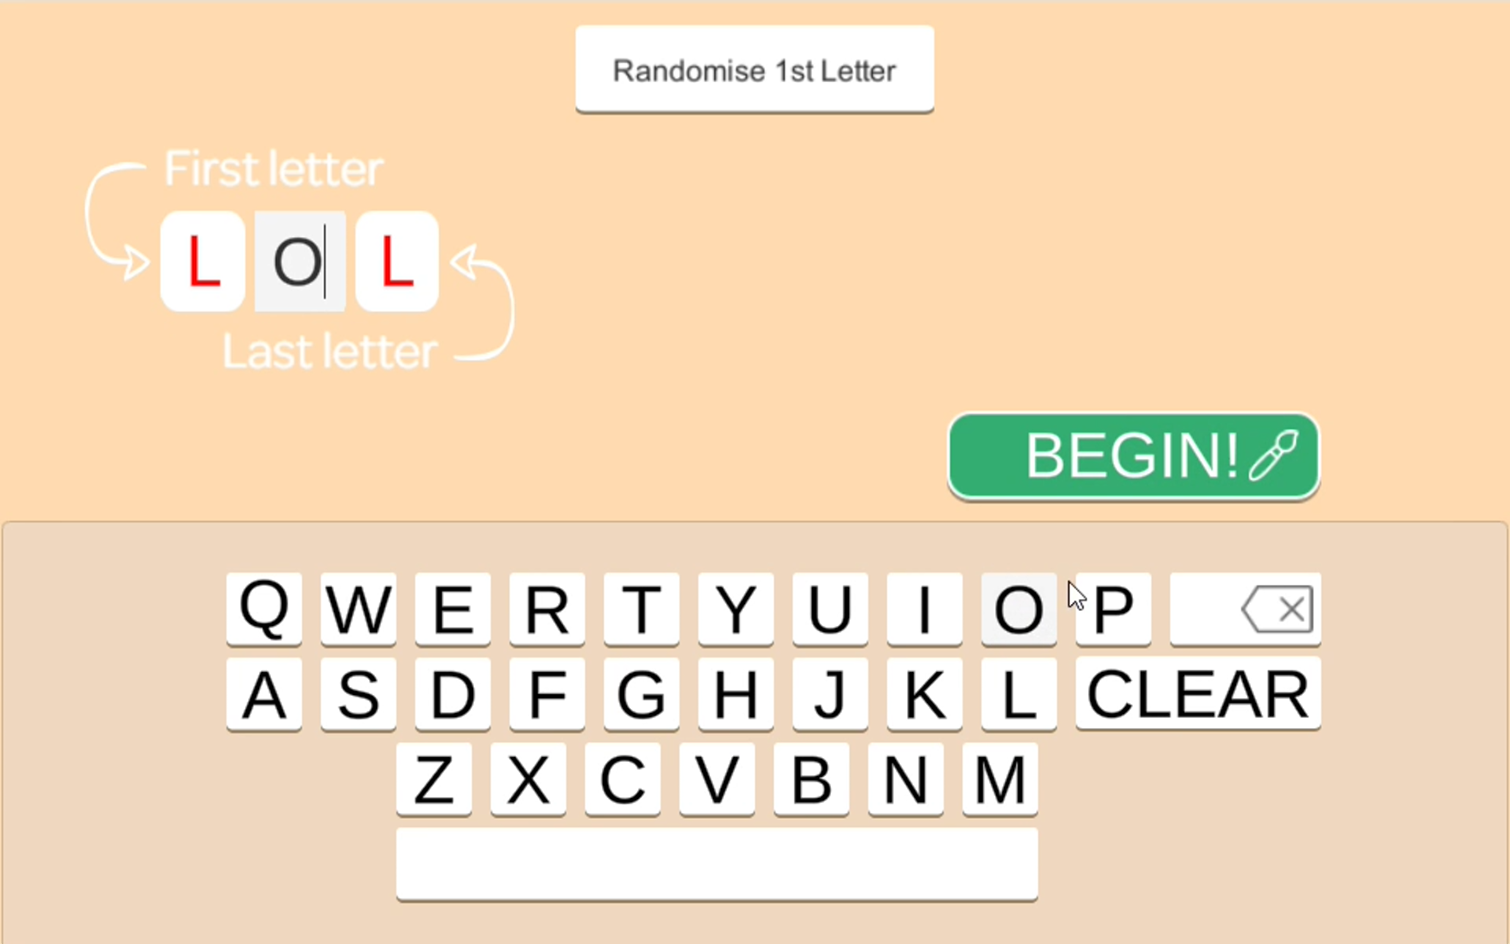 Randomise 1st Letter
First letter
L O L
Last letter
BEGIN!
Q W E R T Y U I O P
A S D F G H J K L CLEAR
Z X C V B N M